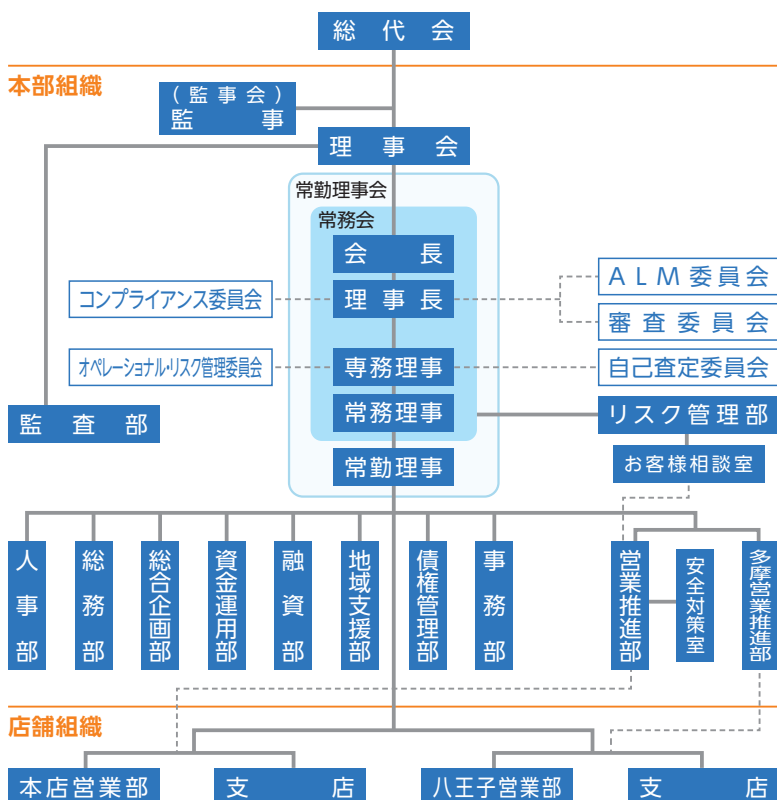 総代会
本部組織
(監事会)
監事
理事会
常勤理事会
常務会
会長
コンプライアンス委員会
理事長
ALM委員会
審査委員会
オペレーショナル・リスク管理委員会
専務理事
自己査定委員会
監査部
常務理事
リスク管理部
常勤理事
お客様相談室
人事部
総務部
総合企画部
資金運用部
融資部
地域支援部
債権管理部
事務部
営業推進部
安全対策室
多摩営業推進部
店舗組織
本店営業部
支店
八王子営業部
支店